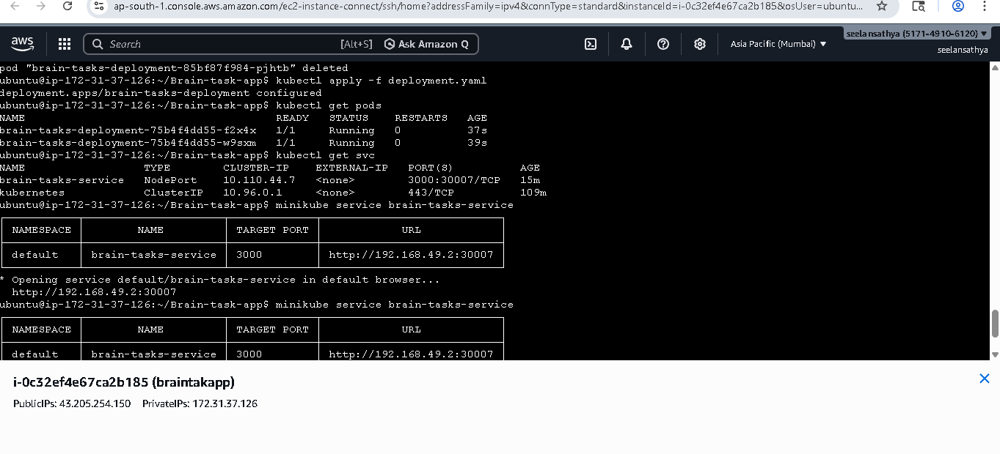 ap-south-1.console.aws.amazon.com/ec2-instance-connect/ssh/home?addressFamily=ipv4&connType=standard&instanceId=i-0c32ef4e67ca2b185&osUser=ubuntu...
aws Search [Alt+S] Ask Amazon Q Asia Pacific (Mumbai) seelansathya (5171-4910-6120)
seelansathya
pod "brain-tasks-deployment-85bf87f984-pjhtb" deleted
ubuntu@ip-172-31-37-126:~/Brain-task-app$ kubectl apply -f deployment.yaml
deployment.apps/brain-tasks-deployment configured
ubuntu@ip-172-31-37-126:~/Brain-task-app$ kubectl get pods
NAME READY STATUS RESTARTS AGE
brain-tasks-deployment-75b4f4dd55-f2x4x 1/1 Running 0 37s
brain-tasks-deployment-75b4f4dd55-w9sxm 1/1 Running 0 39s
ubuntu@ip-172-31-37-126:~/Brain-task-app$ kubectl get svc
NAME TYPE CLUSTER-IP EXTERNAL-IP PORT(S) AGE
brain-tasks-service NodePort 10.110.44.7 <none> 3000:30007/TCP 15m
kubernetes ClusterIP 10.96.0.1 <none> 443/TCP 109m
ubuntu@ip-172-31-37-126:~/Brain-task-app$ minikube service brain-tasks-service
NAMESPACE NAME TARGET PORT URL
default brain-tasks-service 3000 http://192.168.49.2:30007
* Opening service default/brain-tasks-service in default browser...
http://192.168.49.2:30007
ubuntu@ip-172-31-37-126:~/Brain-task-app$ minikube service brain-tasks-service
NAMESPACE NAME TARGET PORT URL
default brain-tasks-service 3000 http://192.168.49.2:30007
i-0c32ef4e67ca2b185 (braintakapp)
PublicIPs: 43.205.254.150 PrivateIPs: 172.31.37.126